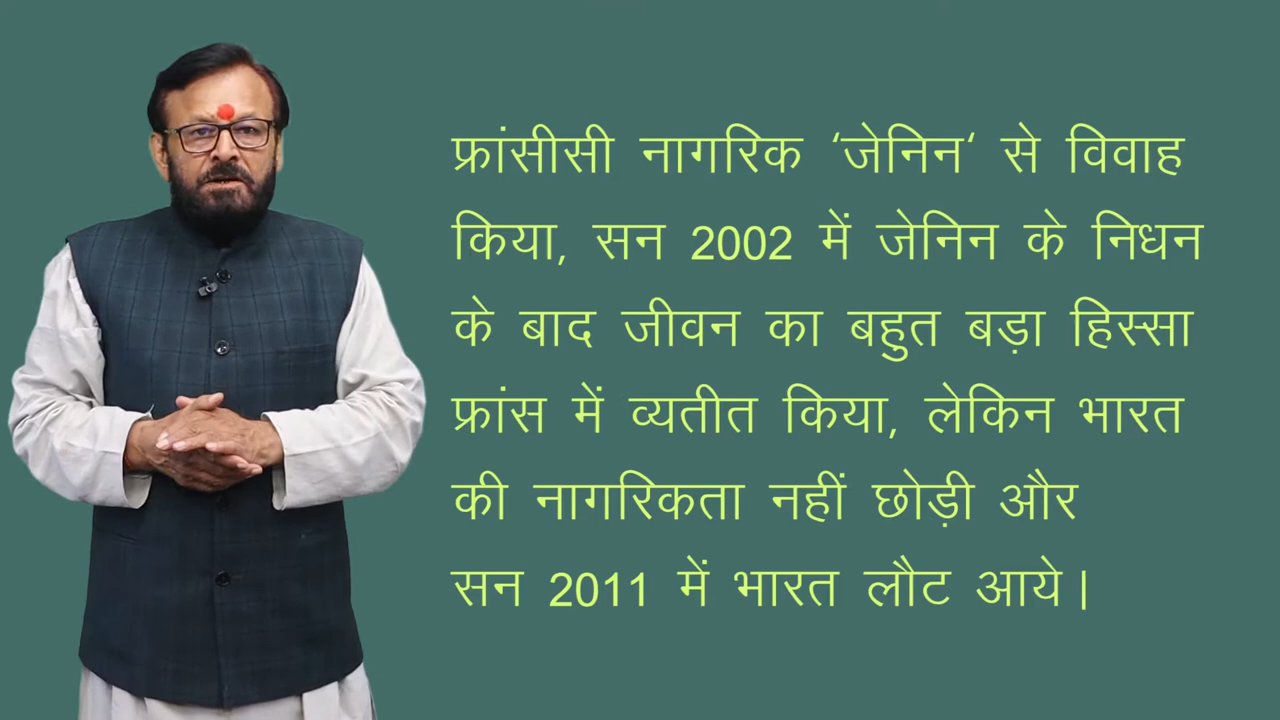 फ्रांसीसी नागरिक ‘जेनिन‘ से विवाह
किया, सन 2002 में जेनिन के निधन
के बाद जीवन का बहुत बड़ा हिस्सा
फ्रांस में व्यतीत किया, लेकिन भारत
की नागरिकता नहीं छोड़ी और
सन 2011 में भारत लौट आये।